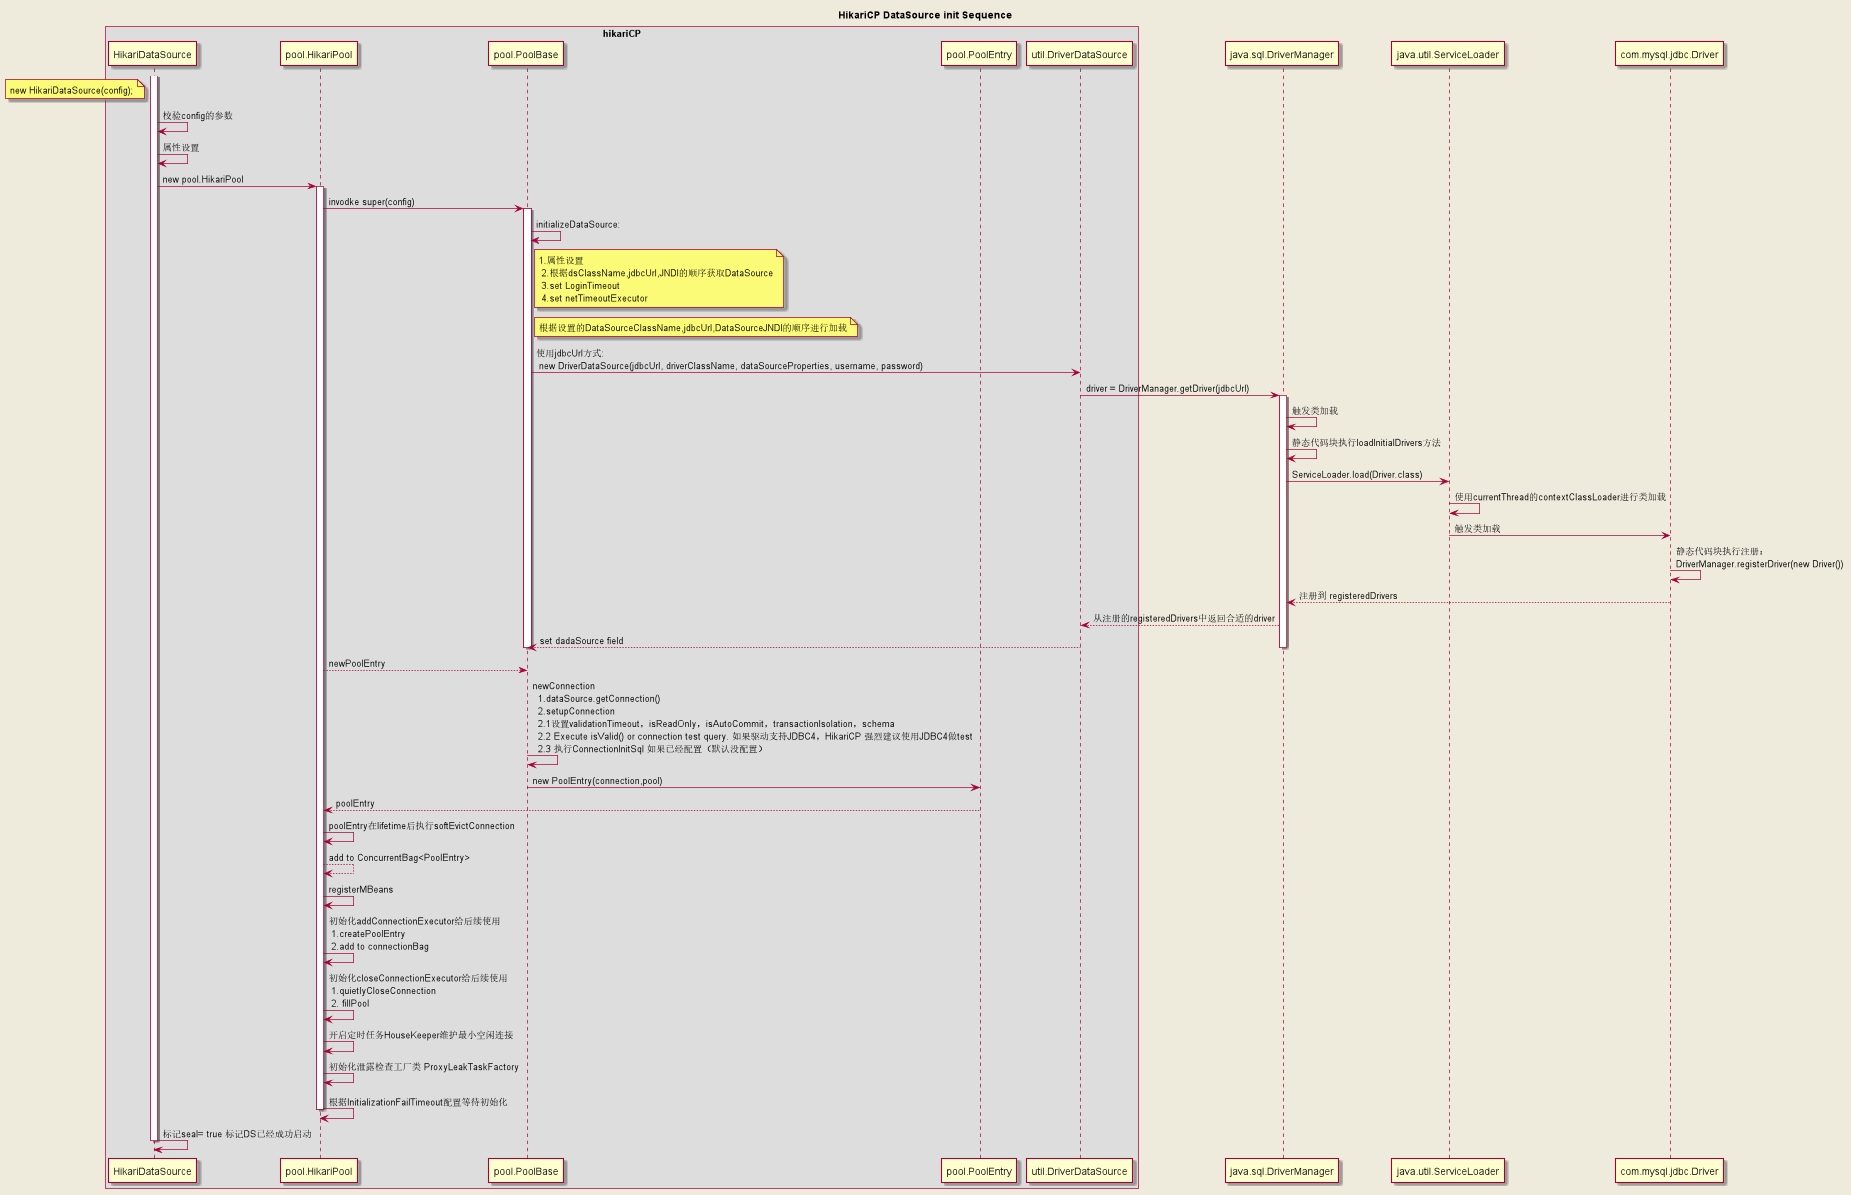 HikariCP DataSource init Sequence
hikariCP
HikariDataSource
pool.HikariPool
pool.PoolBase
pool.PoolEntry
util.DriverDataSource
java.sql.DriverManager
java.util.ServiceLoader
com.mysql.jdbc.Driver
new HikariDataSource(config);
校验config的参数
属性设置
new pool.HikariPool
invodke super(config)
initializeDataSource:
1.属性设置
2.根据dsClassName,jdbcUrl,JNDI的顺序获取DataSource
3.set LoginTimeout
4.set netTimeoutExecutor
根据设置的DataSourceClassName,jdbcUrl,DataSourceJNDI的顺序进行加载
使用jdbcUrl方式:
new DriverDataSource(jdbcUrl, driverClassName, dataSourceProperties, username, password)
driver = DriverManager.getDriver(jdbcUrl)
触发类加载
静态代码块执行loadInitialDrivers方法
ServiceLoader.load(Driver.class)
使用currentThread的contextClassLoader进行类加载
触发类加载
静态代码块执行注册；
DriverManager.registerDriver(new Driver())
注册到 registeredDrivers
从注册的registeredDrivers中返回合适的driver
set dadaSource field
newPoolEntry
newConnection
1.dataSource.getConnection()
2.setupConnection
2.1设置validationTimeout，isReadOnly，isAutoCommit，transactionIsolation，schema
2.2 Execute isValid() or connection test query. 如果驱动支持JDBC4，HikariCP 强烈建议使用JDBC4做test
2.3 执行ConnectionInitSql 如果已经配置（默认没配置）
new PoolEntry(connection,pool)
poolEntry
poolEntry在lifetime后执行softEvictConnection
add to ConcurrentBag<PoolEntry>
registerMBeans
初始化addConnectionExecutor给后续使用
1.createPoolEntry
2.add to connectionBag
初始化closeConnectionExecutor给后续使用
1.quietlyCloseConnection
2. fillPool
开启定时任务HouseKeeper维护最小空闲连接
初始化泄露检查工厂类 ProxyLeakTaskFactory
根据InitializationFailTimeout配置等待初始化
标记seal= true 标记DS已经成功启动
HikariDataSource
pool.HikariPool
pool.PoolBase
pool.PoolEntry
util.DriverDataSource
java.sql.DriverManager
java.util.ServiceLoader
com.mysql.jdbc.Driver